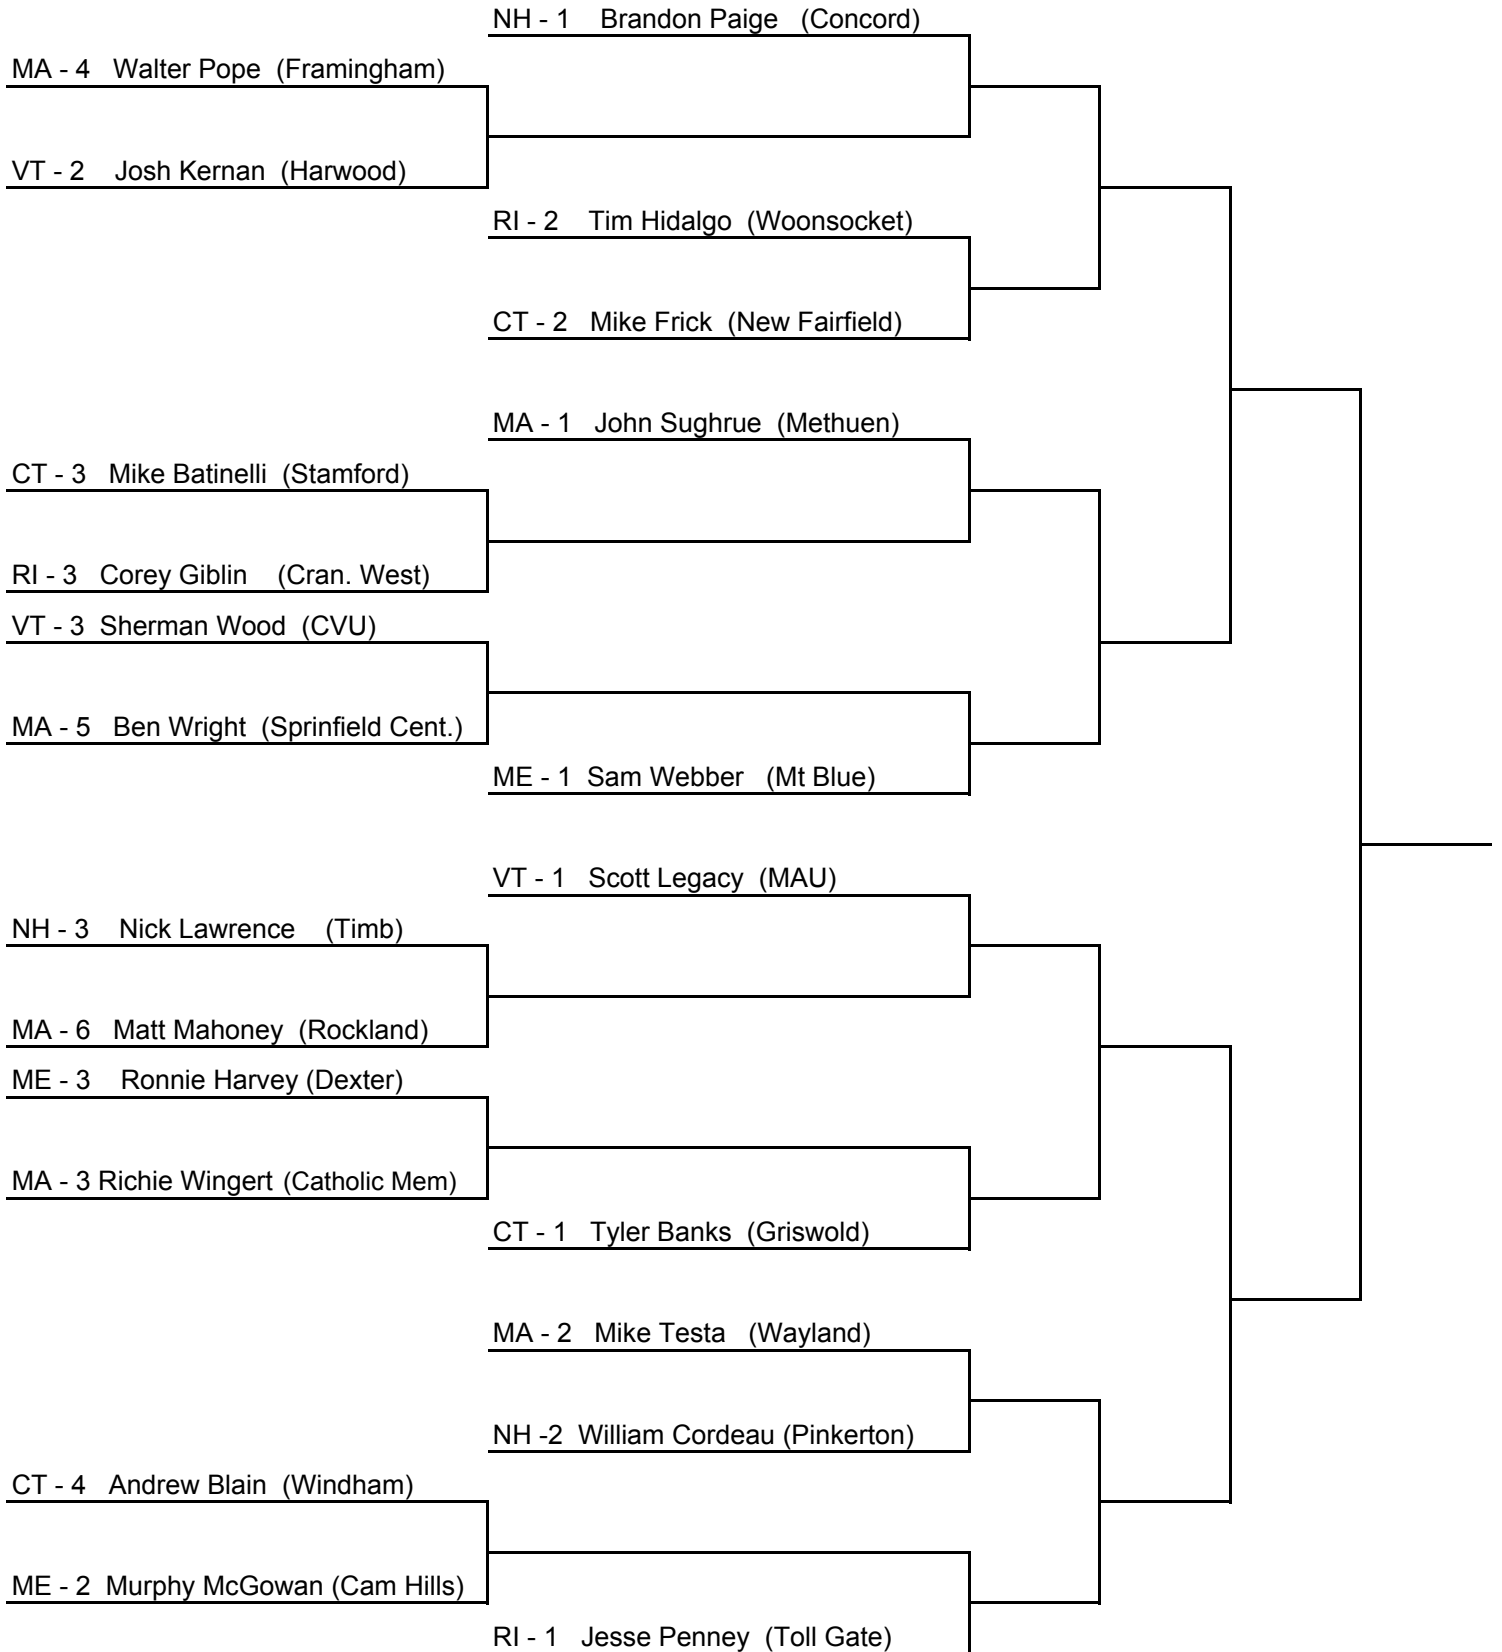 NH - 1 Brandon Paige (Concord)
MA - 4 Walter Pope (Framingham)
VT - 2 Josh Kernan (Harwood)
RI - 2 Tim Hidalgo (Woonsocket)
CT - 2 Mike Frick (New Fairfield)
MA - 1 John Sughrue (Methuen)
CT - 3 Mike Batinelli (Stamford)
RI - 3 Corey Giblin (Cran. West)
VT - 3 Sherman Wood (CVU)
MA - 5 Ben Wright (Sprinfield Cent.)
ME - 1 Sam Webber (Mt Blue)
VT - 1 Scott Legacy (MAU)
NH - 3 Nick Lawrence (Timb)
MA - 6 Matt Mahoney (Rockland)
ME - 3 Ronnie Harvey (Dexter)
MA - 3 Richie Wingert (Catholic Mem)
CT - 1 Tyler Banks (Griswold)
MA - 2 Mike Testa (Wayland)
NH -2 William Cordeau (Pinkerton)
CT - 4 Andrew Blain (Windham)
ME - 2 Murphy McGowan (Cam Hills)
RI - 1 Jesse Penney (Toll Gate)